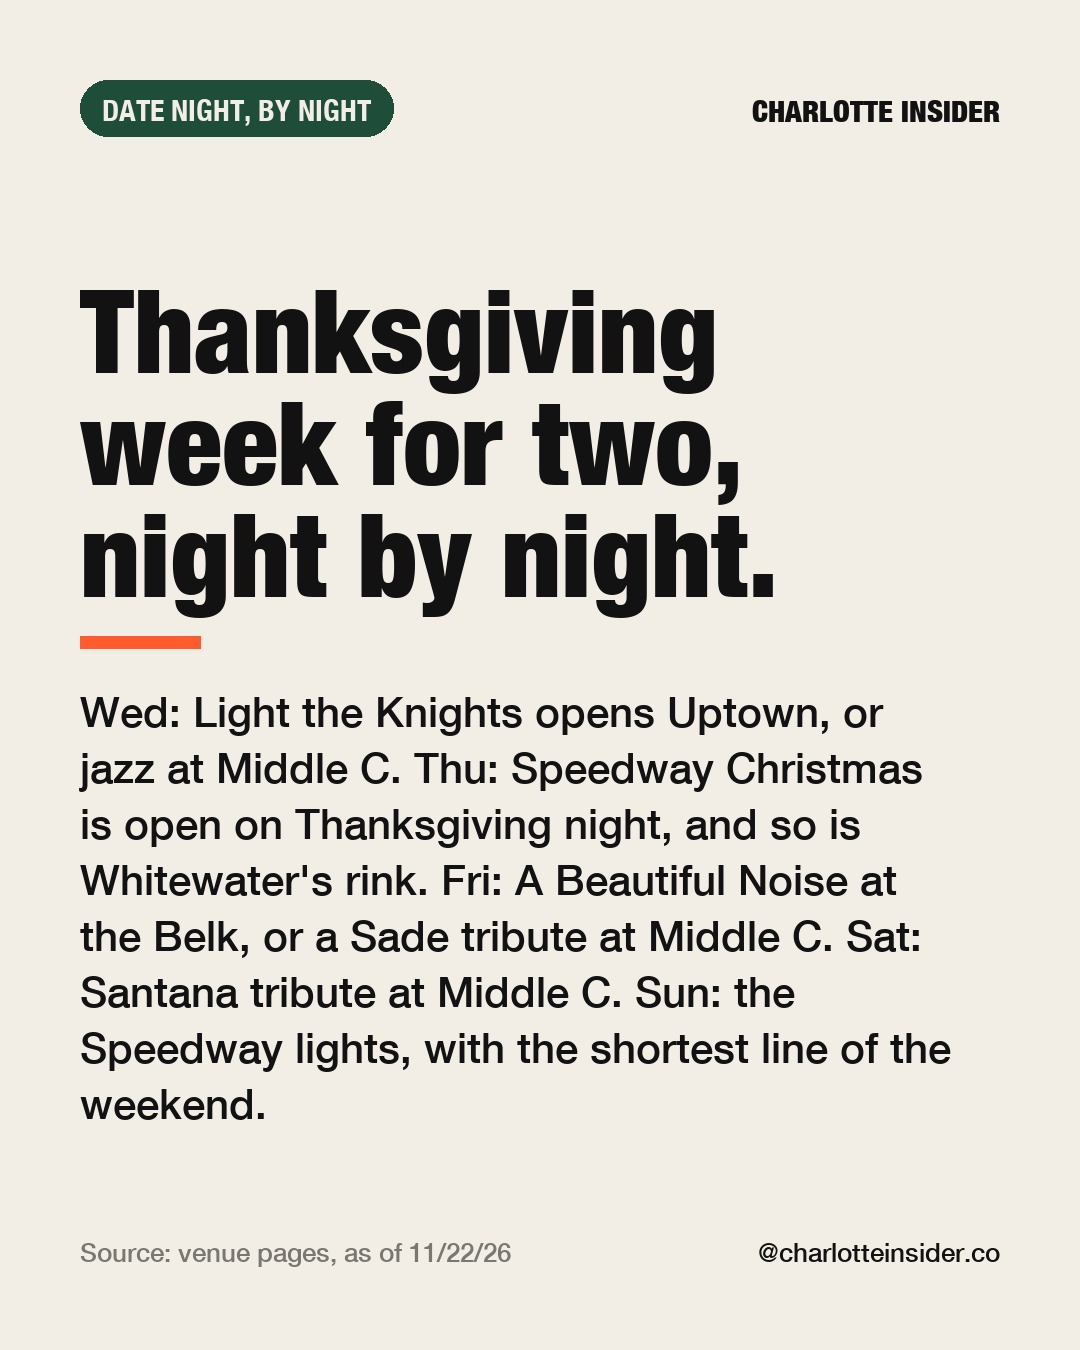 DATE NIGHT, BY NIGHT
CHARLOTTE INSIDER
Thanksgiving
week for two,
night by night.
Wed: Light the Knights opens Uptown, or
jazz at Middle C. Thu: Speedway Christmas
is open on Thanksgiving night, and so is
Whitewater's rink. Fri: A Beautiful Noise at
the Belk, or a Sade tribute at Middle C. Sat:
Santana tribute at Middle C. Sun: the
Speedway lights, with the shortest line of the
weekend.
Source: venue pages, as of 11/22/26
@charlotteinsider.co